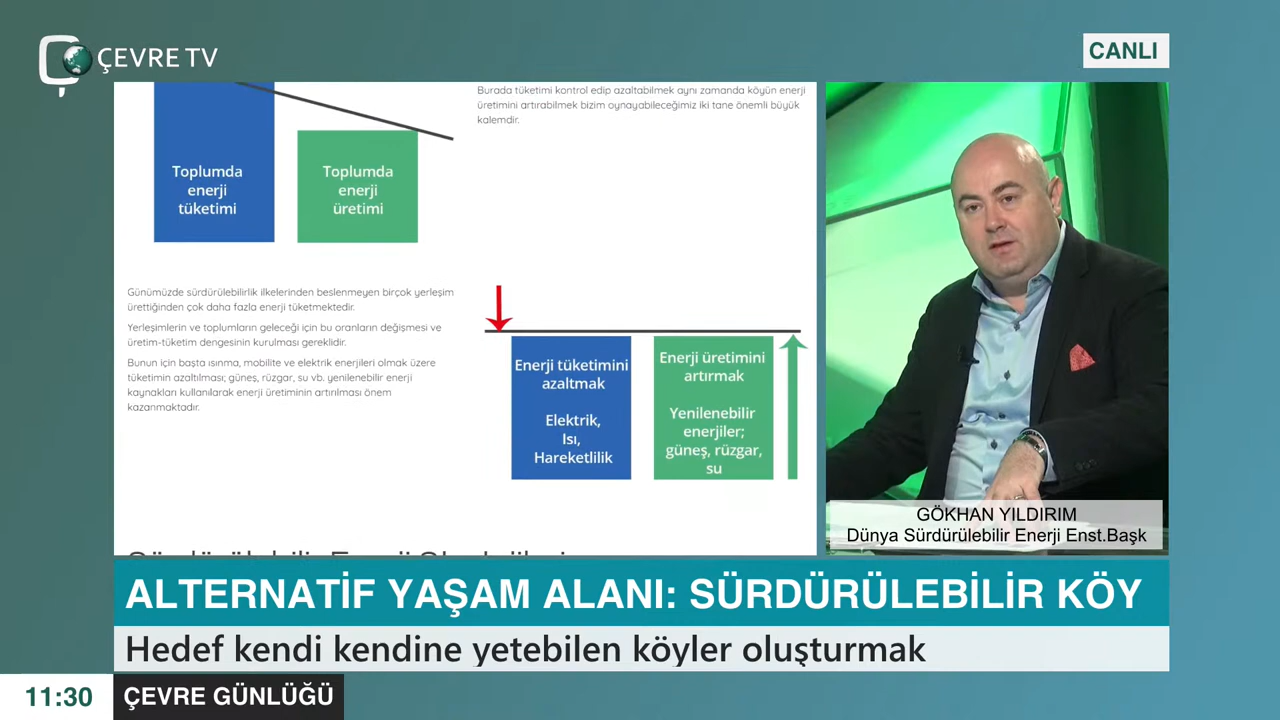 ÇEVRE TV
CANLI
Toplumda
enerji
tüketimi
Toplumda
enerji
üretimi
Burada tüketimi kontrol edip azaltabilmek aynı zamanda köyün enerji
üretimini artırabilmek bizim oynayabileceğimiz iki tane önemli büyük
kalemdir.
Günümüzde sürdürülebilirlik ilkelerinden beslenmeyen birçok yerleşim
ürettiğinden çok daha fazla enerji tüketmektedir.
Yerleşimlerin ve toplumların geleceği için bu oranların değişmesi ve
üretim-tüketim dengesinin kurulması gereklidir.
Bunun için başta ısınma, mobilite ve elektrik enerjileri olmak üzere
tüketimin azaltılması; güneş, rüzgar, su vb. yenilenebilir enerji
kaynakları kullanılarak enerji üretiminin artırılması önem
kazanmaktadır.
Enerji tüketimini
azaltmak
Elektrik,
Isı,
Hareketlilik
Enerji üretimini
artırmak
Yenilenebilir
enerjiler;
güneş, rüzgar,
su
GÖKHAN YILDIRIM
Dünya Sürdürülebilir Enerji Enst.Başk
ALTERNATİF YAŞAM ALANI: SÜRDÜRÜLEBİLİR KÖY
Hedef kendi kendine yetebilen köyler oluşturmak
11:30
ÇEVRE GÜNLÜĞÜ